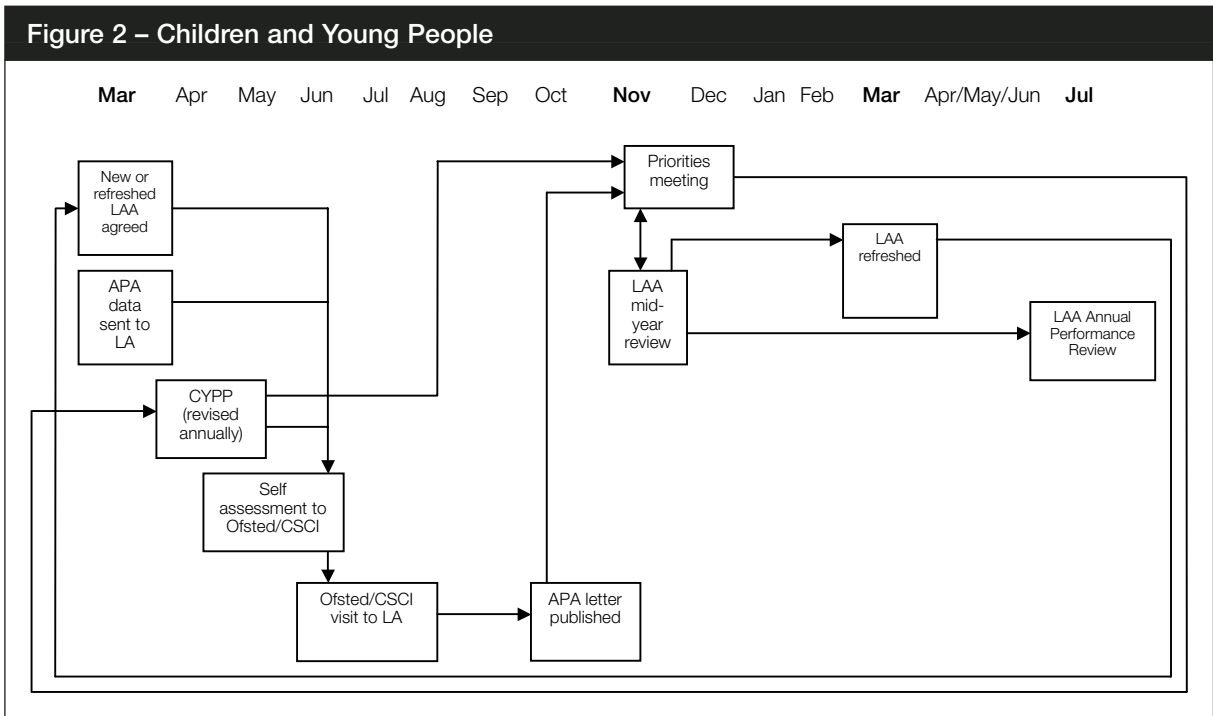 Figure 2 – Children and Young People
Mar Apr May Jun Jul Aug Sep Oct Nov Dec Jan Feb Mar Apr/May/Jun Jul
New or
refreshed
LAA
agreed
APA
data
sent to
LA
CYPP
(revised
annually)
Self
assessment to
Ofsted/CSCI
Ofsted/CSCI
visit to LA
APA letter
published
Priorities
meeting
LAA
mid-
year
review
LAA
refreshed
LAA Annual
Performance
Review